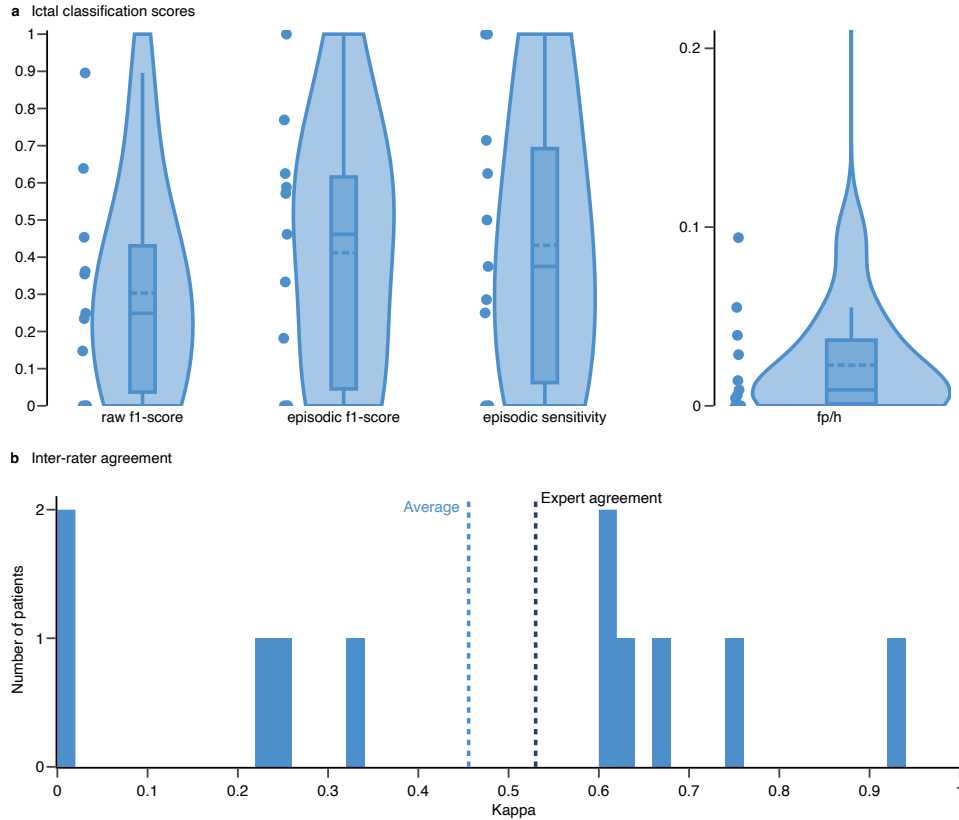 a Ictal classification scores
1
0.9
0.8
0.7
0.6
0.5
0.4
0.3
0.2
0.1
0
raw f1-score
episodic f1-score
episodic sensitivity
0.2
0.1
0
fp/h
b Inter-rater agreement
Number of patients
2
1
0
Average
Expert agreement
0 0.1 0.2 0.3 0.4 0.5 0.6 0.7 0.8 0.9
Kappa